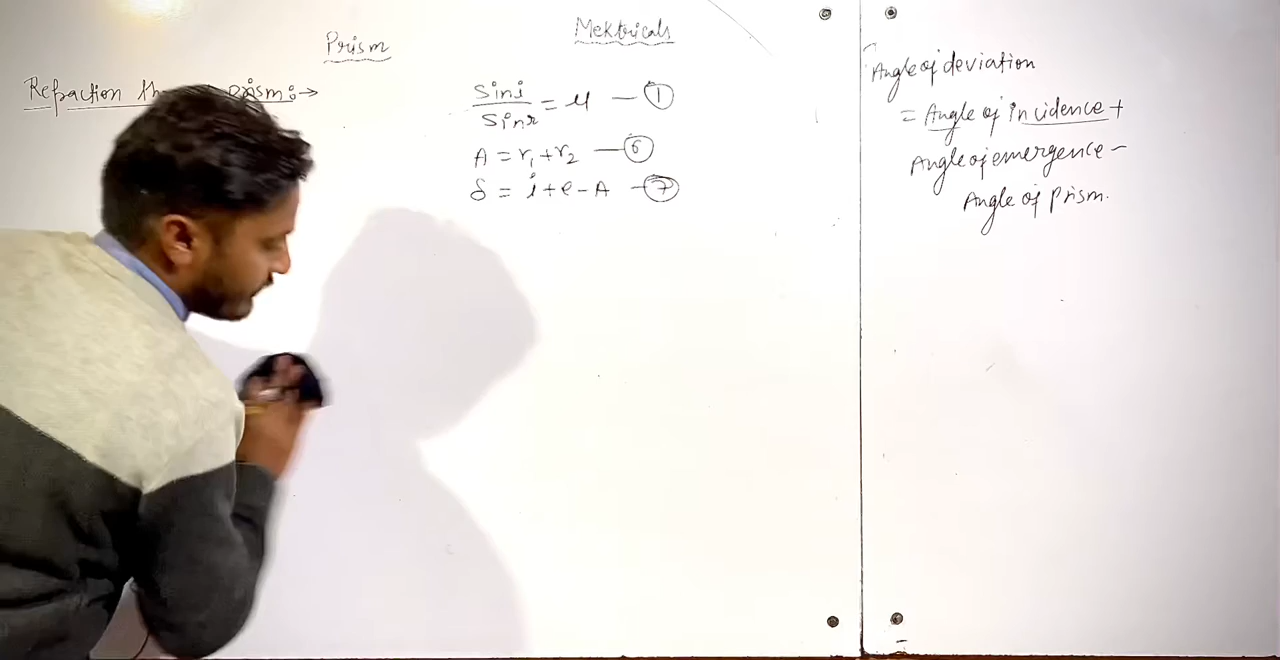 Prism
Mektricals
Refraction th prism :→
Sin i / Sin r = μ — ①
A = r₁ + r₂ — ⑥
δ = i + e - A — ⑦
Angle of deviation
= Angle of incidence +
Angle of emergence -
Angle of prism.